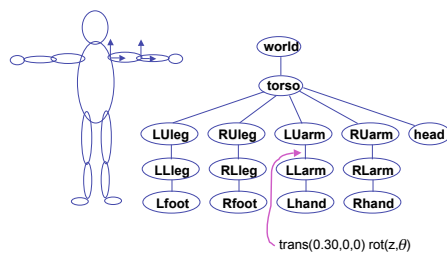 world
torso
LUleg RUleg LUarm RUarm head
LLleg RLleg LLarm RLarm
Lfoot Rfoot Lhand Rhand
trans(0.30,0,0) rot(z,θ)